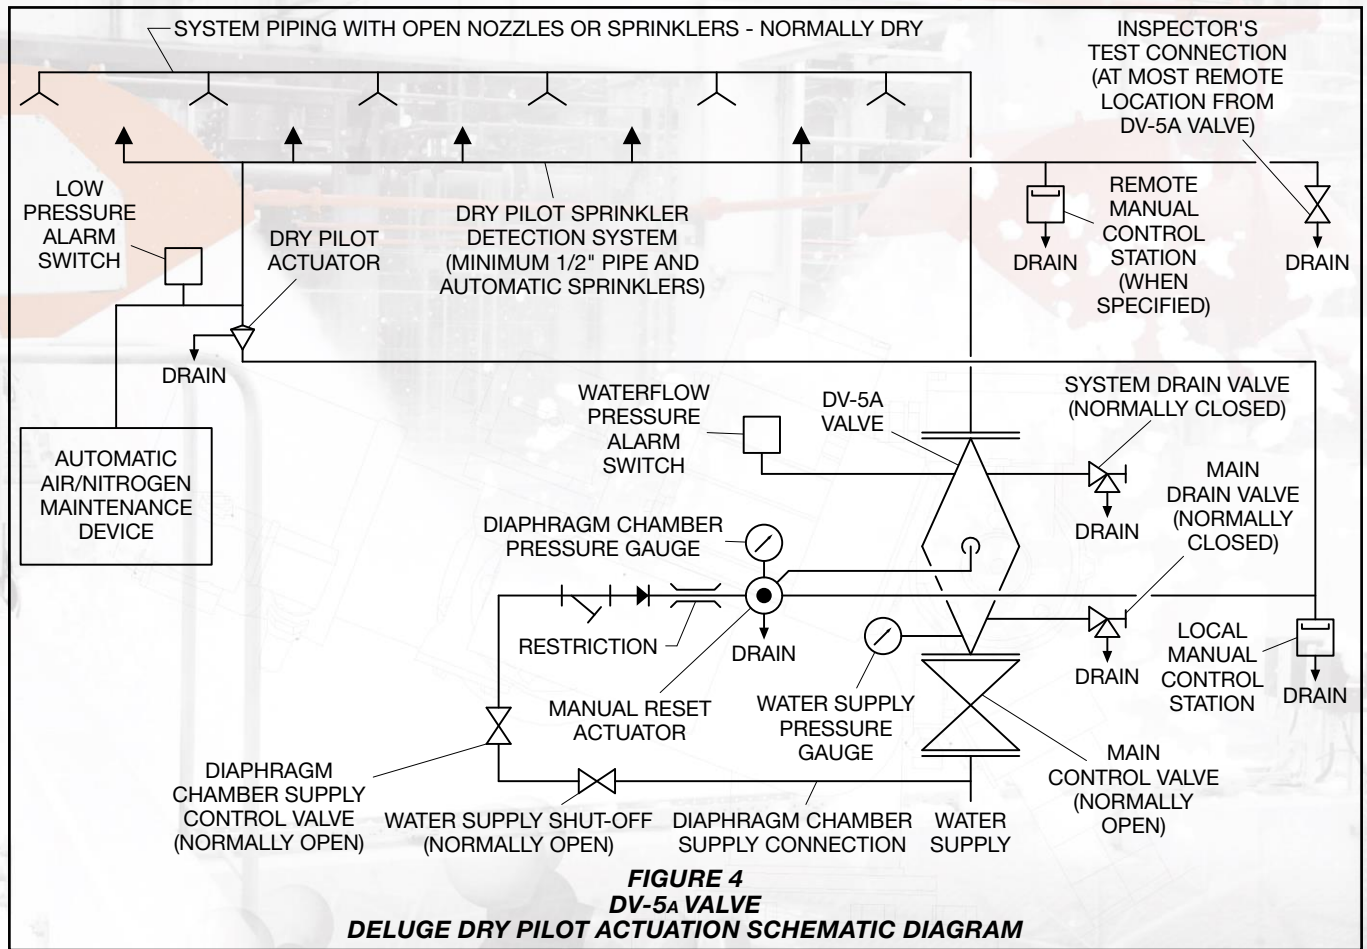 SYSTEM PIPING WITH OPEN NOZZLES OR SPRINKLERS - NORMALLY DRY
INSPECTOR'S
TEST CONNECTION
(AT MOST REMOTE
LOCATION FROM
DV-5A VALVE)
LOW
PRESSURE
ALARM
SWITCH
DRY PILOT
ACTUATOR
DRY PILOT SPRINKLER
DETECTION SYSTEM
(MINIMUM 1/2" PIPE AND
AUTOMATIC SPRINKLERS)
DRAIN
REMOTE
MANUAL
CONTROL
STATION
(WHEN
SPECIFIED)
DRAIN
DRAIN
AUTOMATIC
AIR/NITROGEN
MAINTENANCE
DEVICE
WATERFLOW
PRESSURE
ALARM
SWITCH
DV-5A
VALVE
SYSTEM DRAIN VALVE
(NORMALLY CLOSED)
DRAIN
MAIN
DRAIN VALVE
(NORMALLY
CLOSED)
DIAPHRAGM CHAMBER
PRESSURE GAUGE
RESTRICTION
DRAIN
MANUAL RESET
ACTUATOR
WATER SUPPLY
PRESSURE
GAUGE
DRAIN
LOCAL
MANUAL
CONTROL
STATION
DRAIN
DIAPHRAGM
CHAMBER SUPPLY
CONTROL VALVE
(NORMALLY OPEN)
WATER SUPPLY SHUT-OFF
(NORMALLY OPEN)
DIAPHRAGM CHAMBER
SUPPLY CONNECTION
WATER
SUPPLY
MAIN
CONTROL VALVE
(NORMALLY
OPEN)
FIGURE 4
DV-5A VALVE
DELUGE DRY PILOT ACTUATION SCHEMATIC DIAGRAM